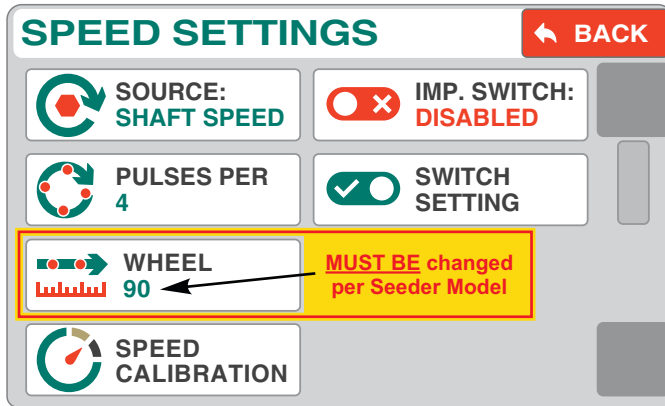 SPEED SETTINGS
BACK
SOURCE:
SHAFT SPEED
IMP. SWITCH:
DISABLED
PULSES PER
4
SWITCH
SETTING
WHEEL
90
MUST BE changed
per Seeder Model
SPEED
CALIBRATION